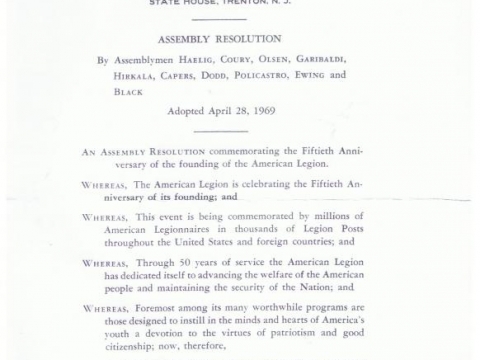 STATE HOUSE, TRENTON, N. J.
ASSEMBLY RESOLUTION
By Assemblymen HAELIG, COURY, OLSEN, GARIBALDI,
HIRKALA, CAPERS, DODD, POLICASTRO, EWING and
BLACK
Adopted April 28, 1969
AN ASSEMBLY RESOLUTION commemorating the Fiftieth Anni-
versary of the founding of the American Legion.
WHEREAS, The American Legion is celebrating the Fiftieth An-
niversary of its founding; and
WHEREAS, This event is being commemorated by millions of
American Legionnaires in thousands of Legion Posts
throughout the United States and foreign countries; and
WHEREAS, Through 50 years of service the American Legion
has dedicated itself to advancing the welfare of the American
people and maintaining the security of the Nation; and
WHEREAS, Foremost among its many worthwhile programs are
those designed to instill in the minds and hearts of America's
youth a devotion to the virtues of patriotism and good
citizenship; now, therefore,